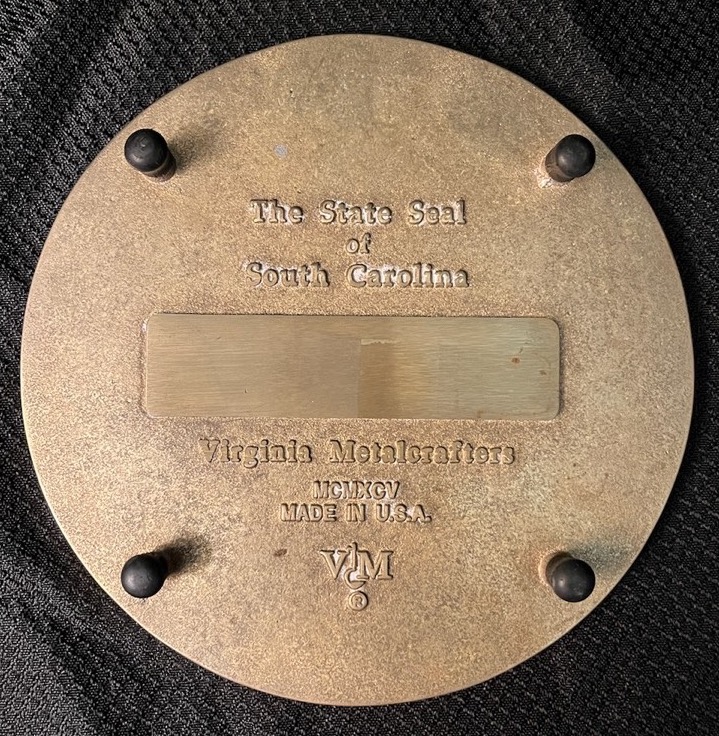 The State Seal
of
South Carolina
Virginia Metalcrafters
MCMXCV
MADE IN U.S.A.
VM
®